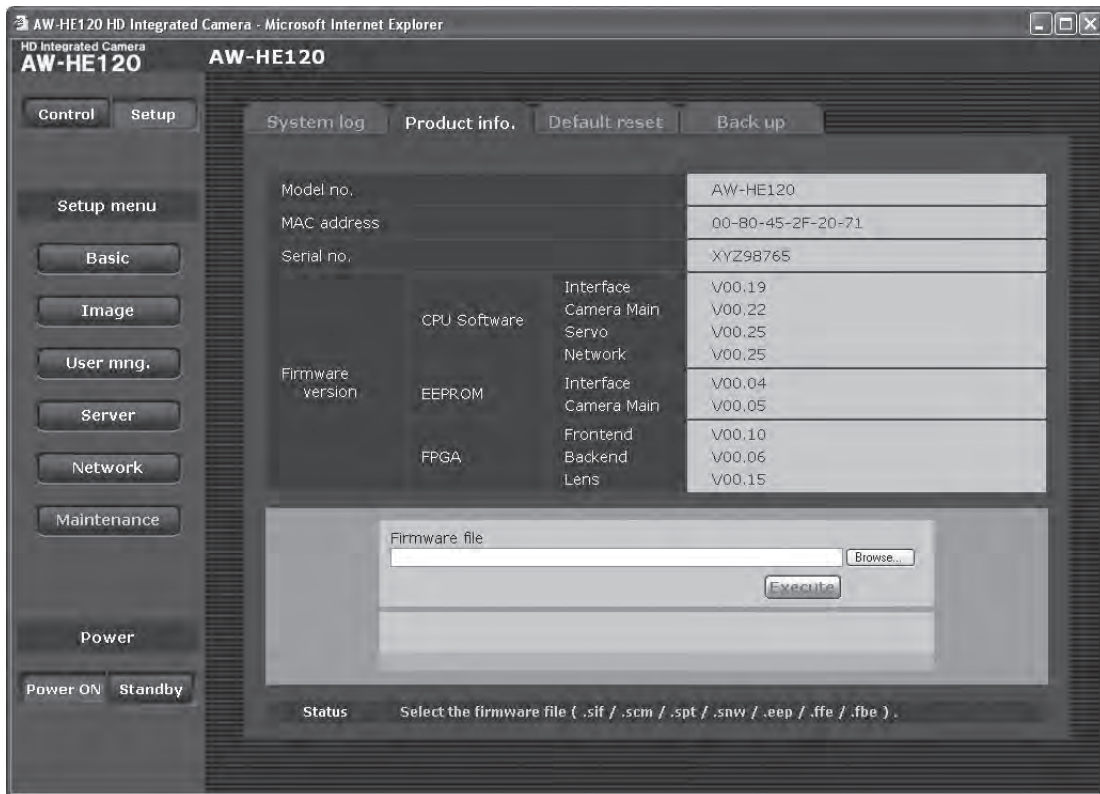 AW-HE120 HD Integrated Camera - Microsoft Internet Explorer
HD Integrated Camera
AW-HE120
AW-HE120
Control
Setup
System log
Product info.
Default reset
Back up
Setup menu
Basic
Image
User mng.
Server
Network
Maintenance
Power
Power ON
Standby
Model no.
AW-HE120
MAC address
00-80-45-2F-20-71
Serial no.
XYZ98765
Firmware version
CPU Software
Interface V00.19
Camera Main V00.22
Servo V00.25
Network V00.25
EEPROM
Interface V00.04
Camera Main V00.05
FPGA
Frontend V00.10
Backend V00.06
Lens V00.15
Firmware file
Browse...
Execute
Status
Select the firmware file ( .sif / .scm / .spt / .snw / .eep / .ffe / .fbe ) .